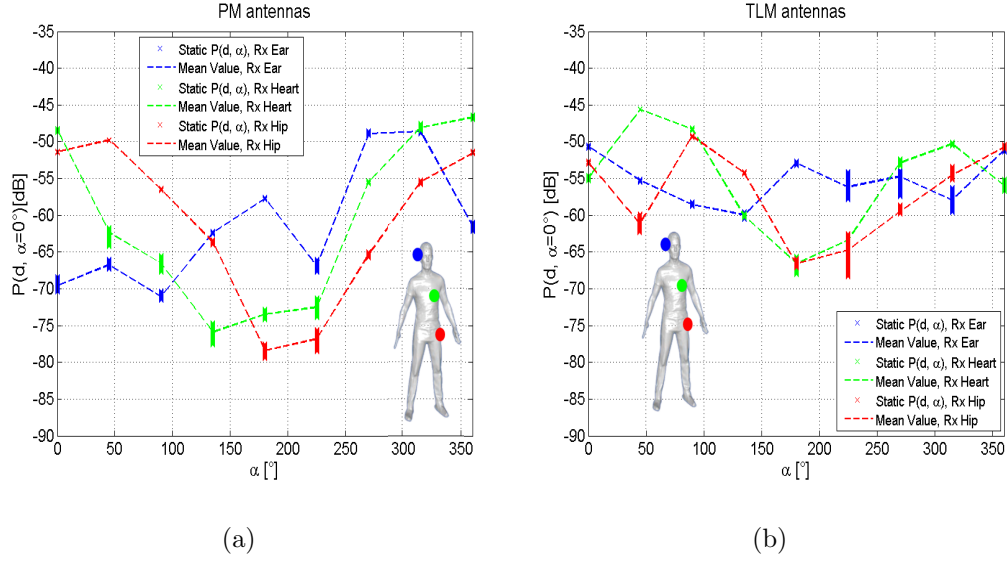 PM antennas
-35
-40
-45
-50
-55
-60
-65
-70
-75
-80
-85
-90
P(d, α=0°)[dB]
Static P(d, α), Rx Ear
Mean Value, Rx Ear
Static P(d, α), Rx Heart
Mean Value, Rx Heart
Static P(d, α), Rx Hip
Mean Value, Rx Hip
0 50 100 150 200 250 300 350
α [°]
(a)
TLM antennas
-35
-40
-45
-50
-55
-60
-65
-70
-75
-80
-85
-90
P(d, α=0°) [dB]
Static P(d, α), Rx Ear
Mean Value, Rx Ear
Static P(d, α), Rx Heart
Mean Value, Rx Heart
Static P(d, α), Rx Hip
Mean Value, Rx Hip
0 50 100 150 200 250 300 350
α [°]
(b)